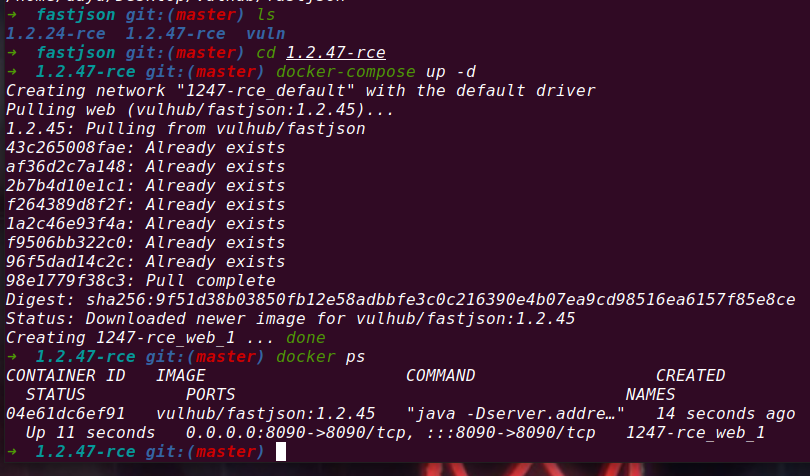 ➜  fastjson git:(master) ls
1.2.24-rce  1.2.47-rce  vuln
➜  fastjson git:(master) cd 1.2.47-rce
➜  1.2.47-rce git:(master) docker-compose up -d
Creating network "1247-rce_default" with the default driver
Pulling web (vulhub/fastjson:1.2.45)...
1.2.45: Pulling from vulhub/fastjson
43c265008fae: Already exists
af36d2c7a148: Already exists
2b7b4d10e1c1: Already exists
f264389d8f2f: Already exists
1a2c46e93f4a: Already exists
f9506bb322c0: Already exists
96f5dad14c2c: Already exists
98e1779f38c3: Pull complete
Digest: sha256:9f51d38b03850fb12e58adbbfe3c0c216390e4b07ea9cd98516ea6157f85e8ce
Status: Downloaded newer image for vulhub/fastjson:1.2.45
Creating 1247-rce_web_1 ... done
➜  1.2.47-rce git:(master) docker ps
CONTAINER ID   IMAGE                    COMMAND                  CREATED
  STATUS          PORTS                                       NAMES
04e61dc6ef91   vulhub/fastjson:1.2.45   "java -Dserver.addre…"   14 seconds ago
  Up 11 seconds   0.0.0.0:8090->8090/tcp, :::8090->8090/tcp   1247-rce_web_1
➜  1.2.47-rce git:(master)